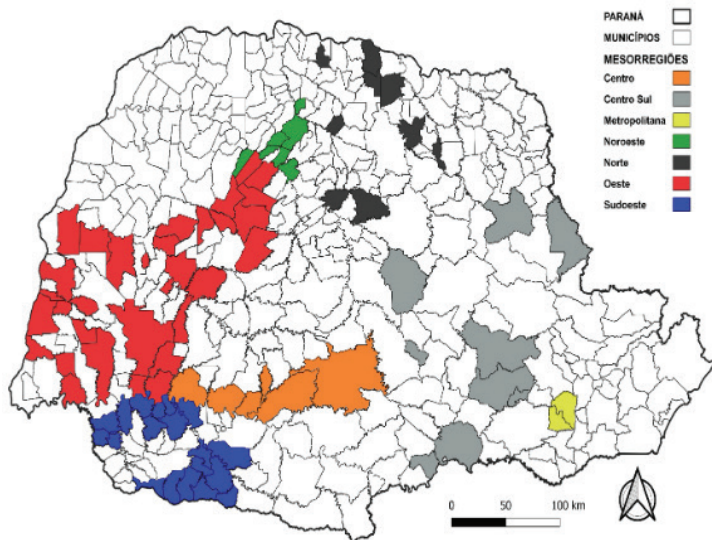 PARANÁ
MUNICÍPIOS
MESORREGIÕES
Centro
Centro Sul
Metropolitana
Noroeste
Norte
Oeste
Sudoeste
0 50 100 km